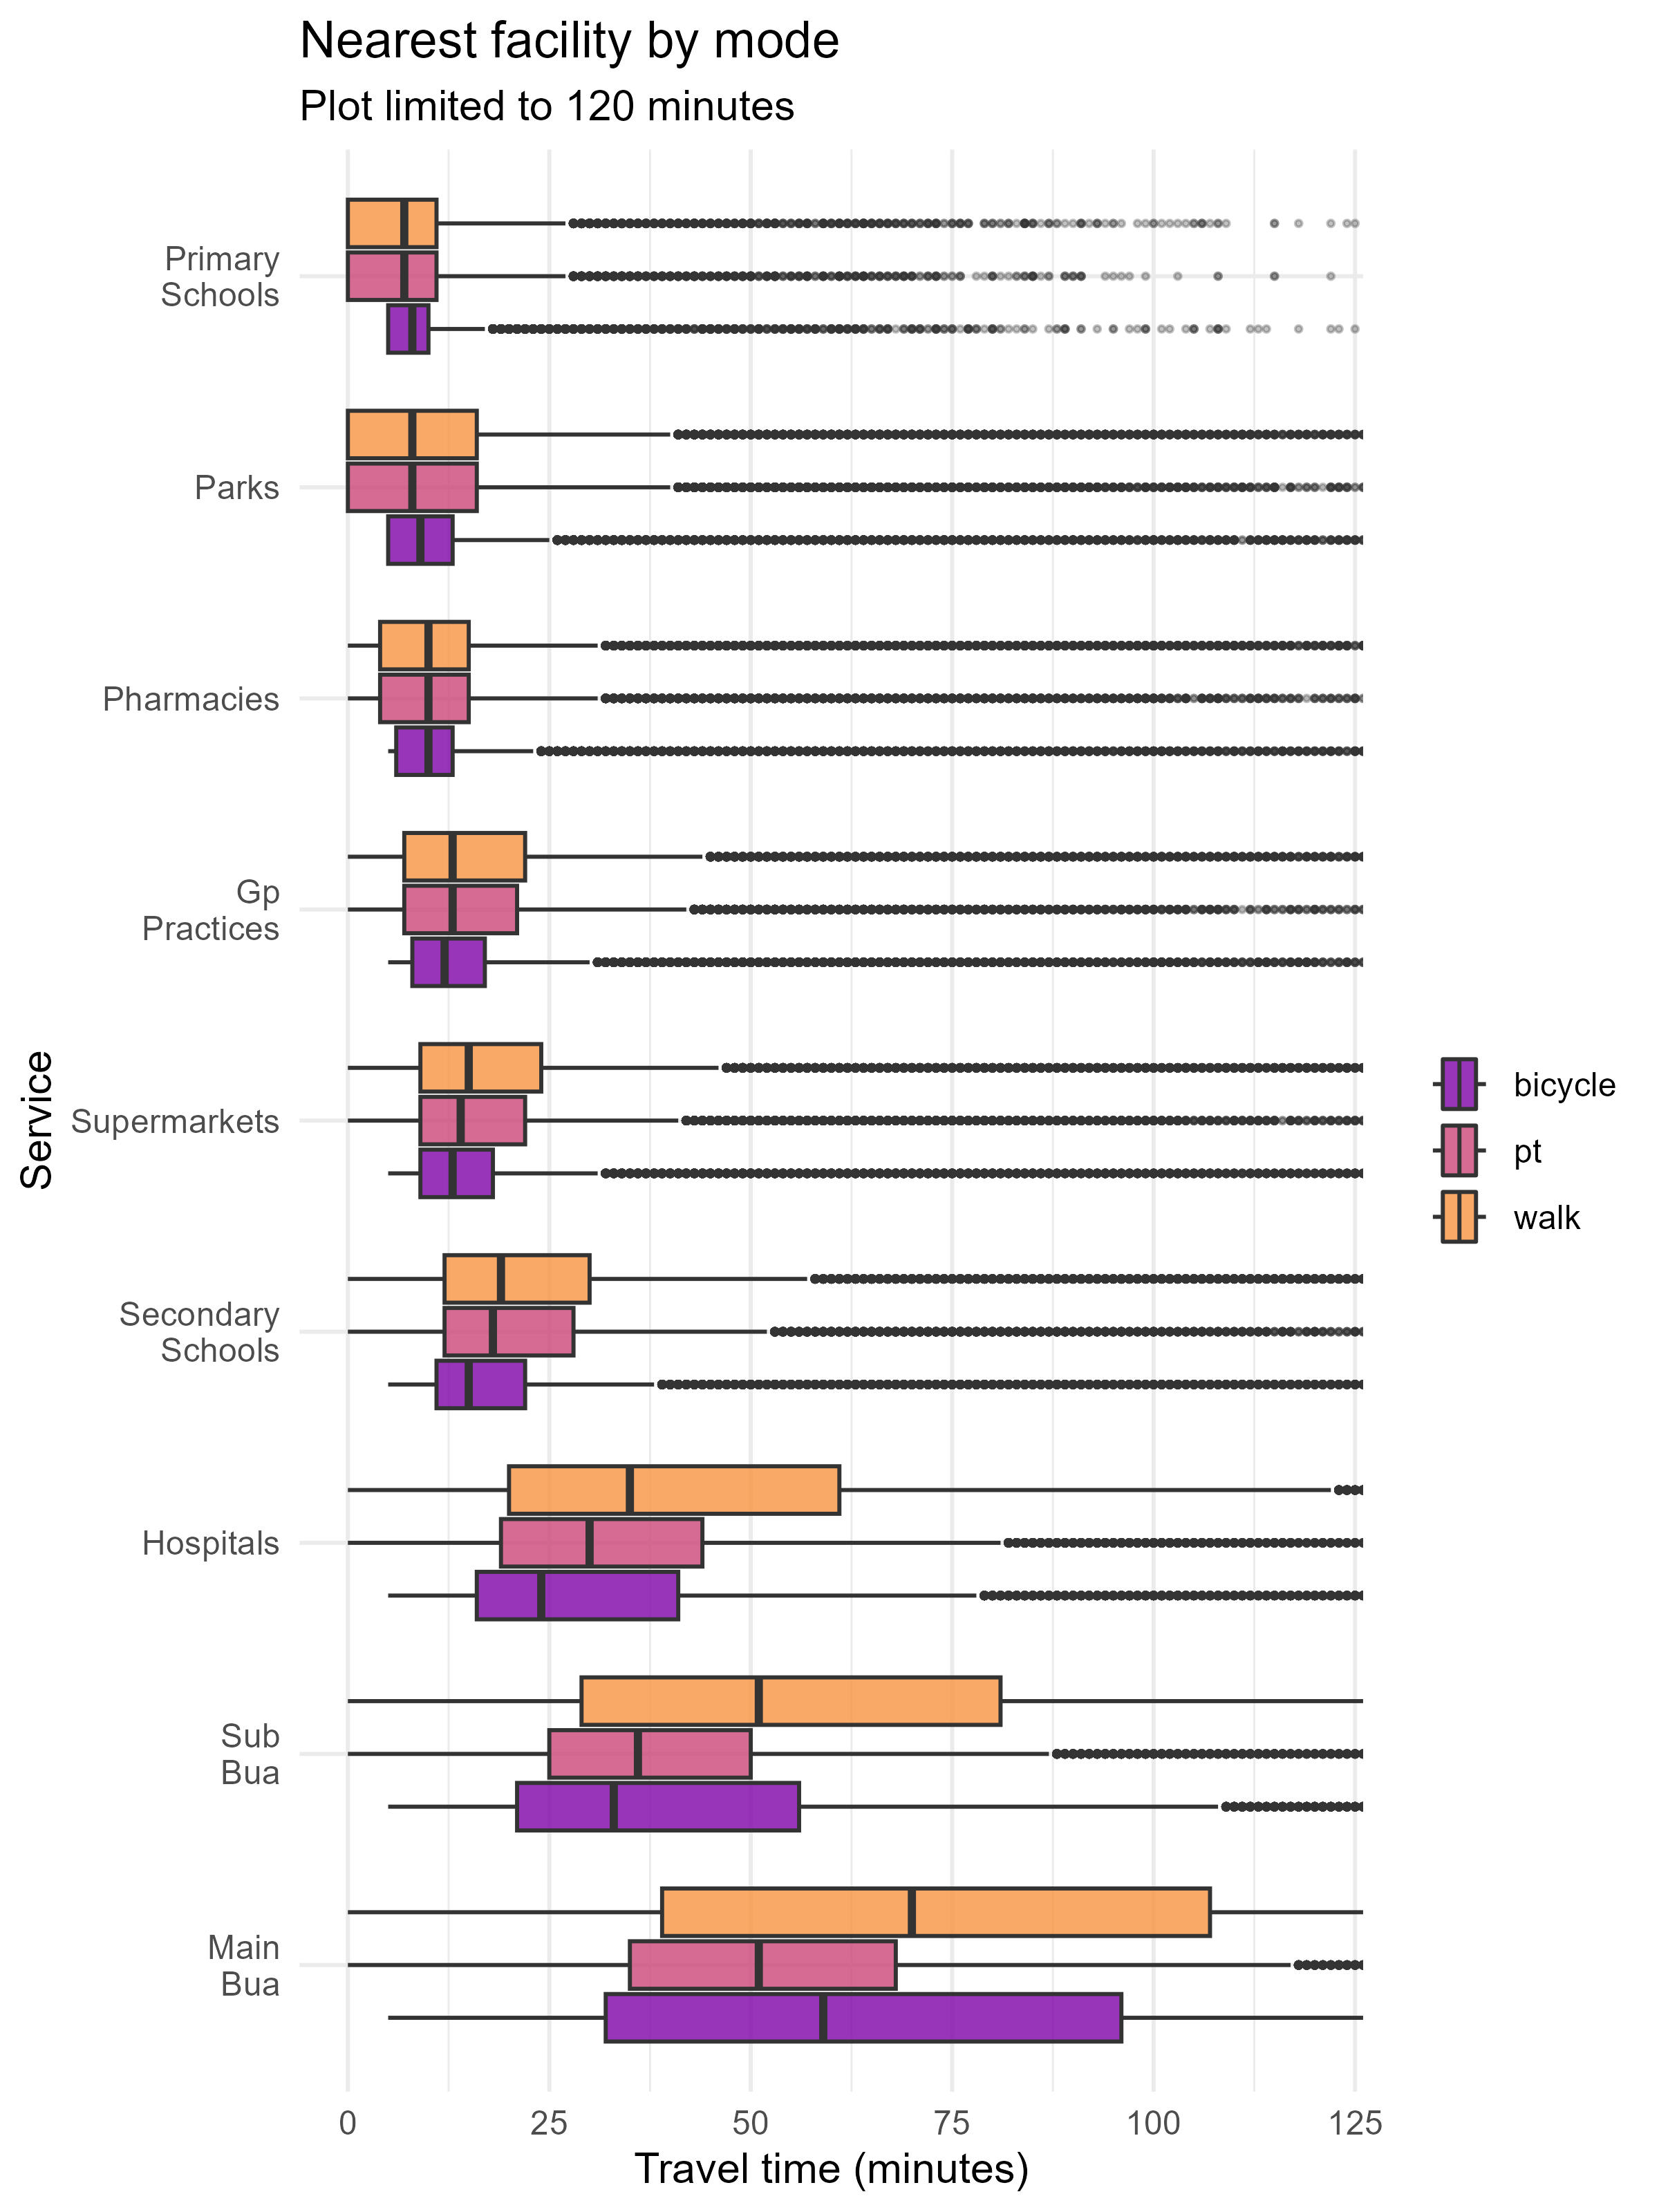 Nearest facility by mode
Plot limited to 120 minutes
Primary
Schools
Parks
Pharmacies
Gp
Practices
Supermarkets
Secondary
Schools
Hospitals
Sub
Bua
Main
Bua
Service
0 25 50 75 100 125
Travel time (minutes)
bicycle
pt
walk